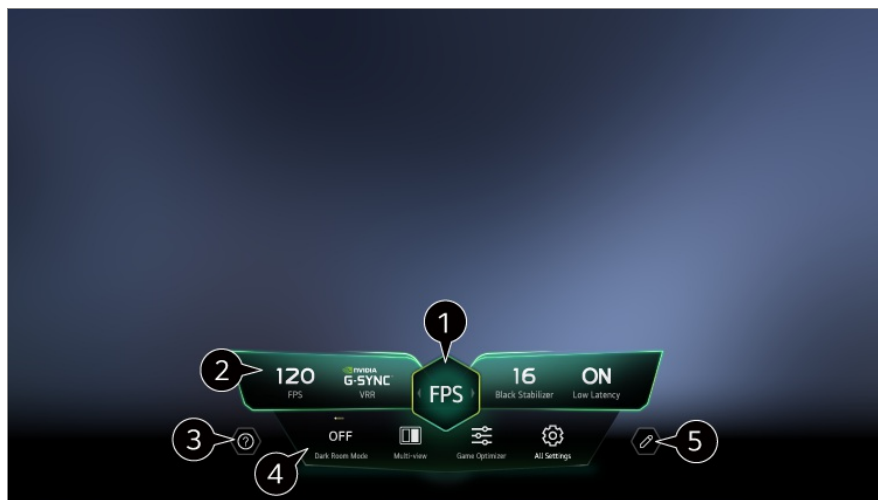 1
2
120
FPS
NVIDIA
G-SYNC
VRR
FPS
16
Black Stabilizer
ON
Low Latency
3
?
4
OFF
Dark Room Mode
Multi-view
Game Optimizer
All Settings
5